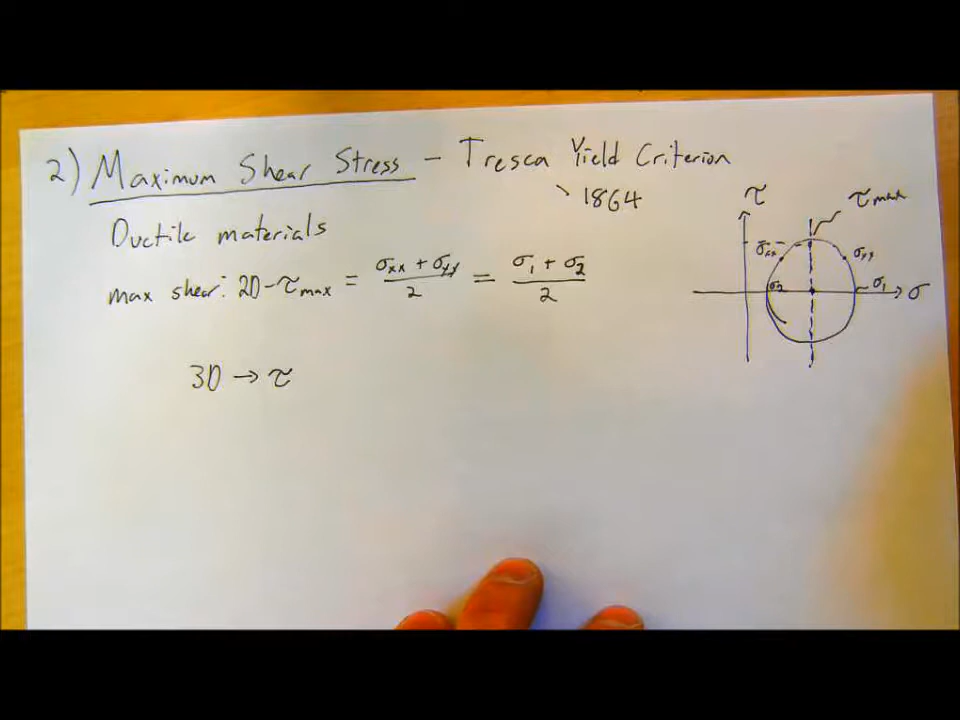 2) Maximum Shear Stress - Tresca Yield Criterion
1864
Ductile materials
max shear: 2D - τmax = σxx + σyy / 2 = σ1 + σ2 / 2
3D → τ
τ
τmax
σxx
σyy
σ2
σ1
σ